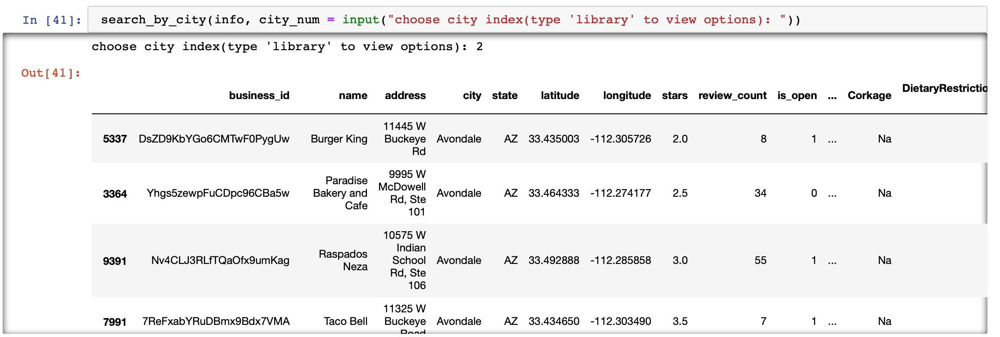 In [41]: search_by_city(info, city_num = input("choose city index(type 'library' to view options): "))
choose city index(type 'library' to view options): 2
Out[41]:
business_id name address city state latitude longitude stars review_count is_open ... Corkage DietaryRestrictio
5337 DsZD9KbYGo6CMTwF0PygUw Burger King 11445 W Buckeye Rd Avondale AZ 33.435003 -112.305726 2.0 8 1 ... Na
3364 Yhgs5zewpFuCDpc96CBa5w Paradise Bakery and Cafe 9995 W McDowell Rd, Ste 101 Avondale AZ 33.464333 -112.274177 2.5 34 0 ... Na
9391 Nv4CLJ3RLfTQaOfx9umKag Raspados Neza 10575 W Indian School Rd, Ste 106 Avondale AZ 33.492888 -112.285858 3.0 55 1 ... Na
7991 7ReFxabYRuDBmx9Bdx7VMA Taco Bell 11325 W Buckeye Road Avondale AZ 33.434650 -112.303490 3.5 7 1 ... Na